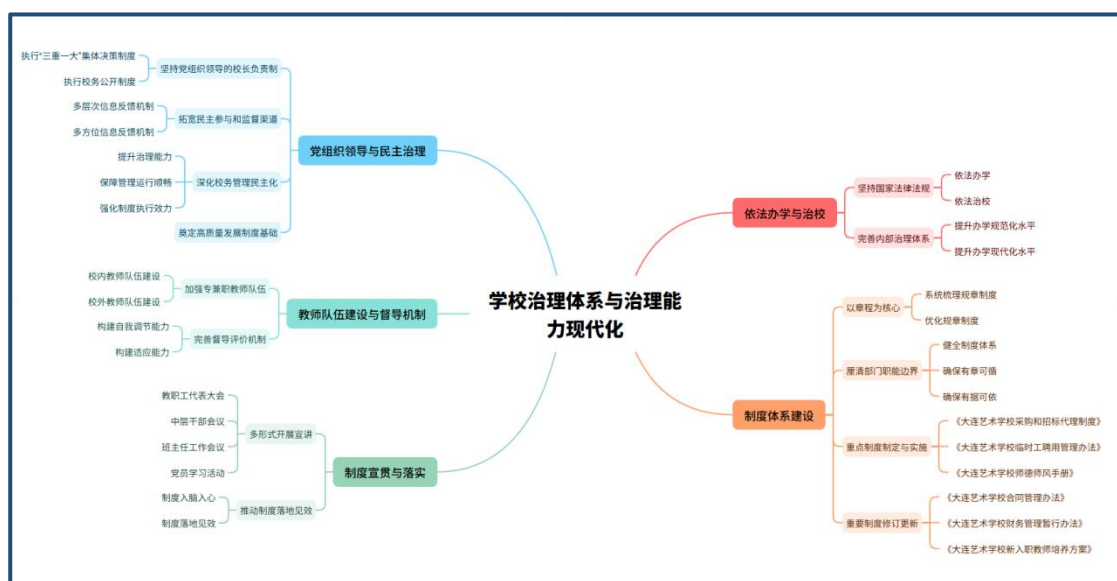 学校治理体系与治理能
力现代化
依法办学与治校
坚持国家法律法规
依法办学
依法治校
完善内部治理体系
提升办学规范化水平
提升办学现代化水平
制度体系建设
以章程为核心
系统梳理规章制度
优化规章制度
厘清部门职能边界
健全制度体系
确保有章可循
确保有据可依
重点制度制定与实施
《大连艺术学校采购和招标代理制度》
《大连艺术学校临时工聘用管理办法》
《大连艺术学校师德师风手册》
重要制度修订更新
《大连艺术学校合同管理办法》
《大连艺术学校财务管理暂行办法》
《大连艺术学校新入职教师培养方案》
党组织领导与民主治理
坚持党组织领导的校长负责制
执行“三重一大”集体决策制度
执行校务公开制度
拓宽民主参与和监督渠道
多层次信息反馈机制
多方位信息反馈机制
深化校务管理民主化
提升治理能力
保障管理运行顺畅
强化制度执行效力
奠定高质量发展制度基础
教师队伍建设与督导机制
加强专兼职教师队伍
校内教师队伍建设
校外教师队伍建设
完善督导评价机制
构建自我调节能力
构建适应能力
制度宣贯与落实
多形式开展宣讲
教职工代表大会
中层干部会议
班主任工作会议
党员学习活动
推动制度落地见效
制度入脑入心
制度落地见效